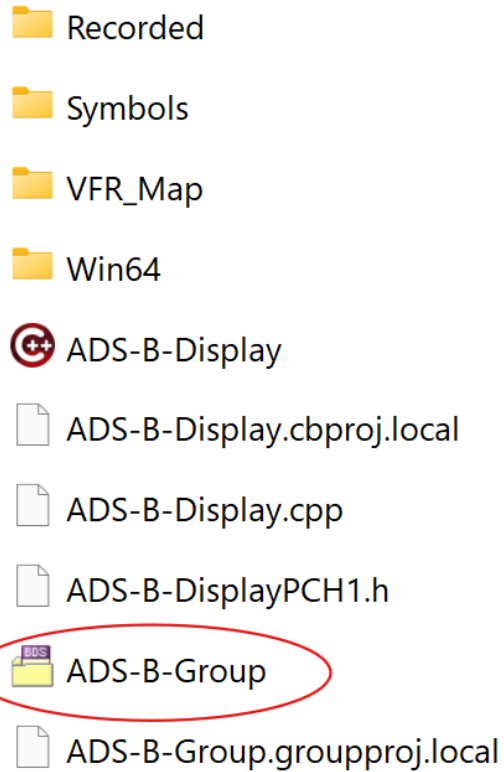 Recorded
Symbols
VFR_Map
Win64
ADS-B-Display
ADS-B-Display.cbproj.local
ADS-B-Display.cpp
ADS-B-DisplayPCH1.h
BDS
ADS-B-Group
ADS-B-Group.groupproj.local